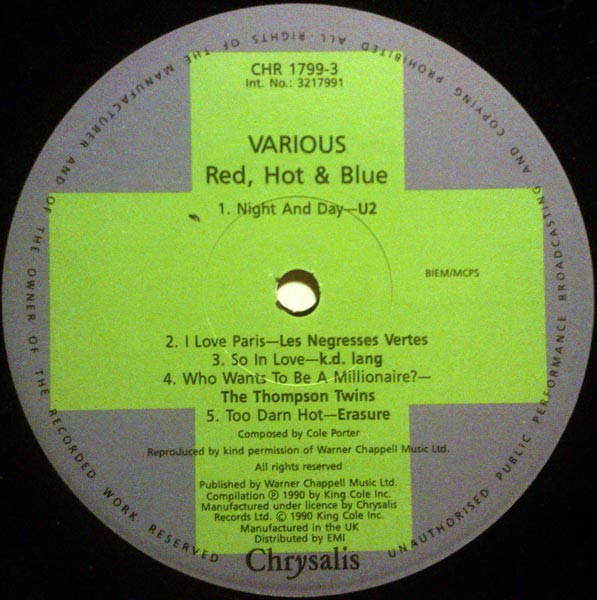 CHR 1799-3
Int. No.: 3217991
VARIOUS
Red, Hot & Blue
1. Night And Day—U2
BIEM/MCPS
2. I Love Paris—Les Negresses Vertes
3. So In Love—k.d. lang
4. Who Wants To Be A Millionaire?—
The Thompson Twins
5. Too Darn Hot—Erasure
Composed by Cole Porter
Reproduced by kind permission of Warner Chappell Music Ltd.
All rights reserved
Published by Warner Chappell Music Ltd.
Compilation ℗ 1990 by King Cole Inc.
Manufactured under licence by Chrysalis
Records Ltd. © 1990 King Cole Inc.
Manufactured in the UK
Distributed by EMI
Chrysalis
ALL RIGHTS OF THE MANUFACTURER AND OF THE OWNER OF THE RECORDED WORK RESERVED
UNAUTHORISED PUBLIC PERFORMANCE BROADCASTING AND COPYING PROHIBITED